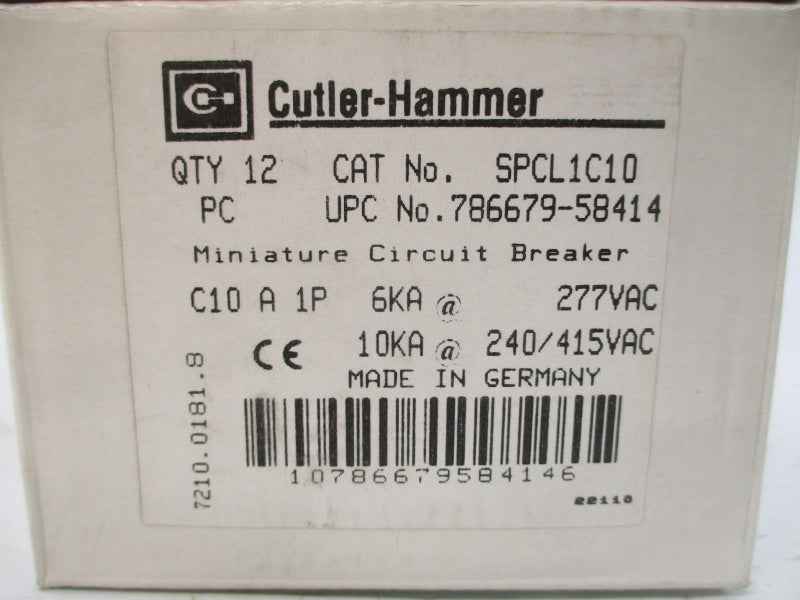 Cutler-Hammer
QTY 12 CAT No. SPCL1C10
PC UPC No.786679-58414
Miniature Circuit Breaker
C10 A 1P 6KA @ 277VAC
CE 10KA @ 240/415VAC
MADE IN GERMANY
7210.0181.8
10786679584146
22110